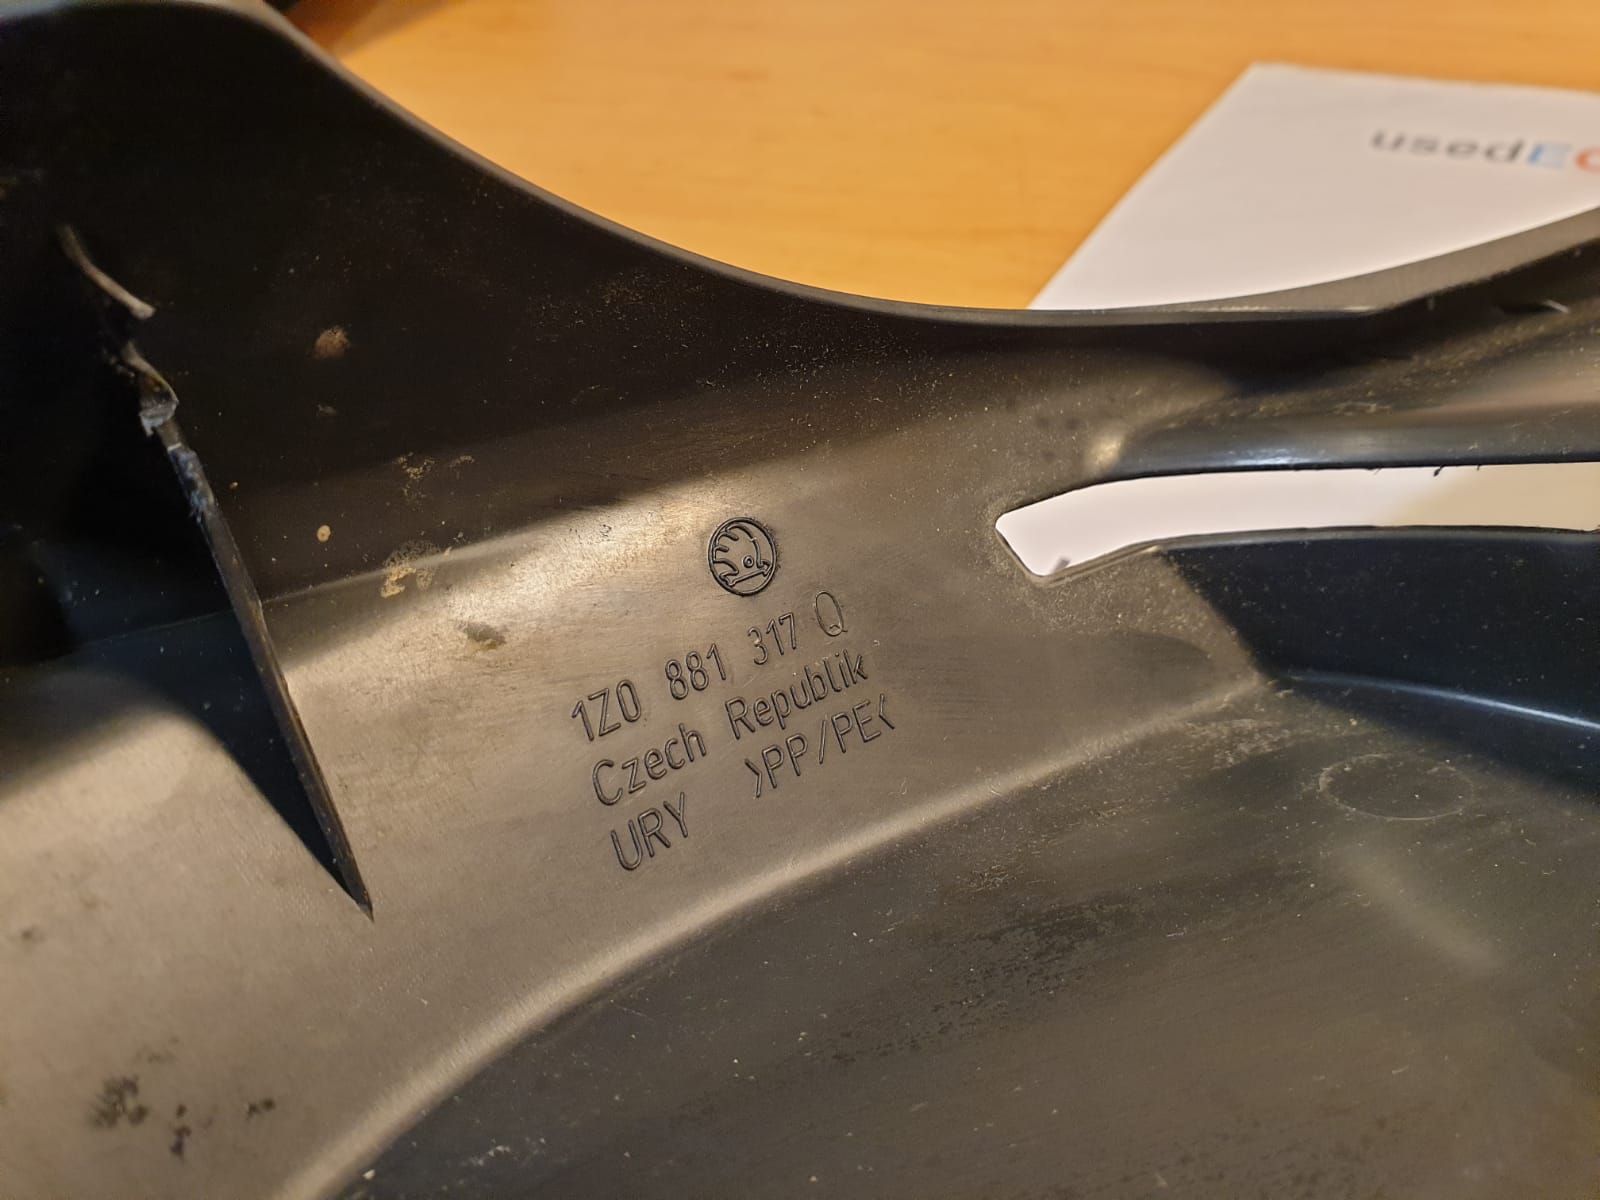 usedE
1Z0 881 317 Q
Czech Republik
URY >PP/PE<